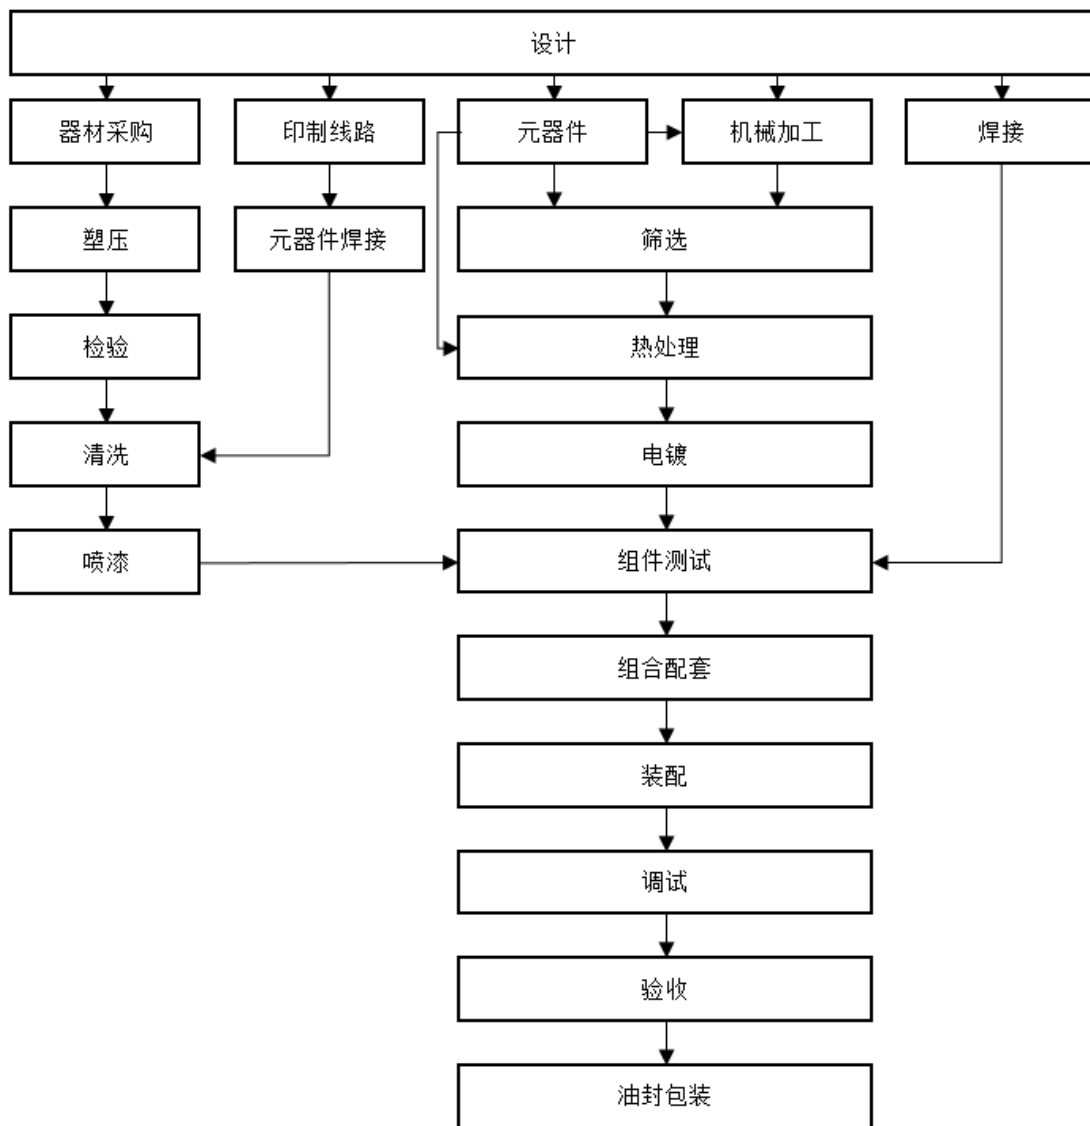 设计
器材采购
印制线路
元器件
机械加工
焊接
塑压
元器件焊接
筛选
检验
热处理
清洗
电镀
喷漆
组件测试
组合配套
装配
调试
验收
油封包装